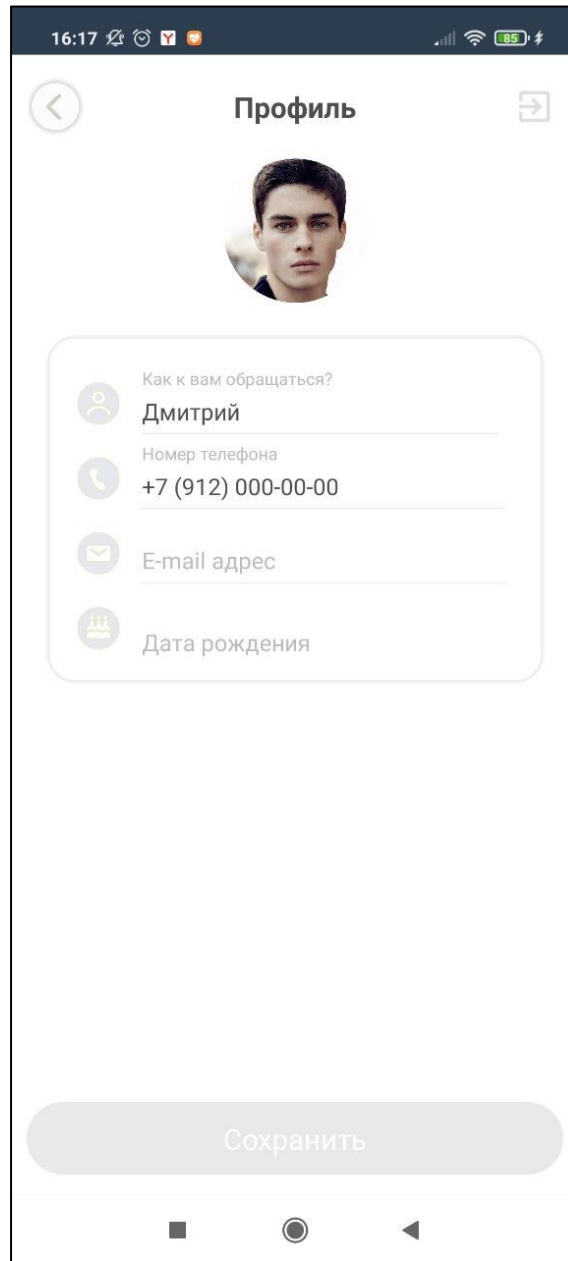 16:17
85
Профиль
Как к вам обращаться?
Дмитрий
Номер телефона
+7 (912) 000-00-00
E-mail адрес
Дата рождения
Сохранить